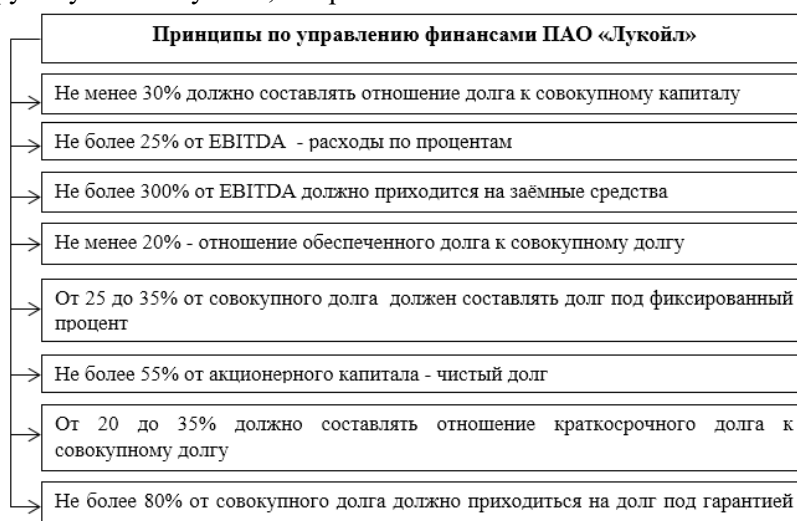 Принципы по управлению финансами ПАО «Лукойл»
Не менее 30% должно составлять отношение долга к совокупному капиталу
Не более 25% от EBITDA - расходы по процентам
Не более 300% от EBITDA должно приходится на заёмные средства
Не менее 20% - отношение обеспеченного долга к совокупному долгу
От 25 до 35% от совокупного долга должен составлять долг под фиксированный
процент
Не более 55% от акционерного капитала - чистый долг
От 20 до 35% должно составлять отношение краткосрочного долга к
совокупному долгу
Не более 80% от совокупного долга должно приходиться на долг под гарантией